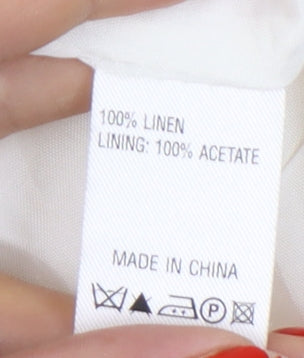 100% LINEN
LINING: 100% ACETATE
MADE IN CHINA
P